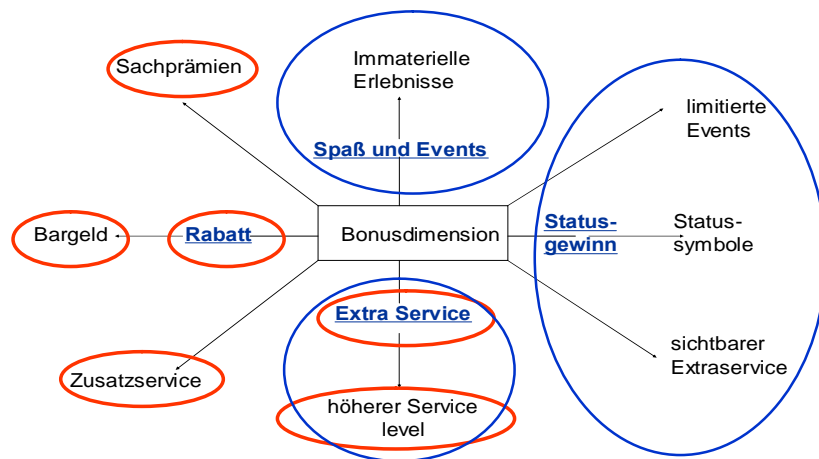 Sachprämien
Immaterielle
Erlebnisse
limitierte
Events
Spaß und Events
Bargeld
Rabatt
Bonusdimension
Status-
gewinn
Status-
symbole
Extra Service
sichtbarer
Extraservice
Zusatzservice
höherer Service
level